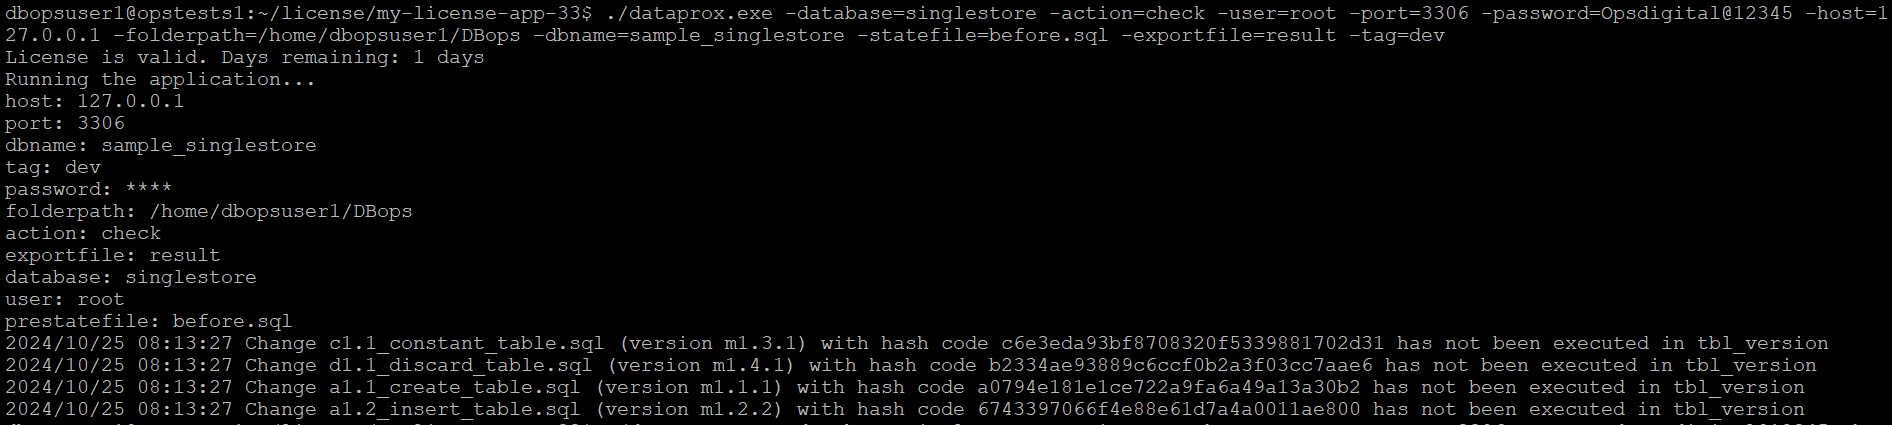 dbopsuser1@opstests1:~/license/my-license-app-33$ ./dataprox.exe -database=singlestore -action=check -user=root -port=3306 -password=Opsdigital@12345 -host=1
27.0.0.1 -folderpath=/home/dbopsuser1/DBops -dbname=sample_singlestore -statefile=before.sql -exportfile=result -tag=dev
License is valid. Days remaining: 1 days
Running the application...
host: 127.0.0.1
port: 3306
dbname: sample_singlestore
tag: dev
password: ****
folderpath: /home/dbopsuser1/DBops
action: check
exportfile: result
database: singlestore
user: root
prestatefile: before.sql
2024/10/25 08:13:27 Change c1.1_constant_table.sql (version m1.3.1) with hash code c6e3eda93bf8708320f5339881702d31 has not been executed in tbl_version
2024/10/25 08:13:27 Change d1.1_discard_table.sql (version m1.4.1) with hash code b2334ae93889c6ccf0b2a3f03cc7aae6 has not been executed in tbl_version
2024/10/25 08:13:27 Change a1.1_create_table.sql (version m1.1.1) with hash code a0794e181e1ce722a9fa6a49a13a30b2 has not been executed in tbl_version
2024/10/25 08:13:27 Change a1.2_insert_table.sql (version m1.2.2) with hash code 6743397066f4e88e61d7a4a0011ae800 has not been executed in tbl_version